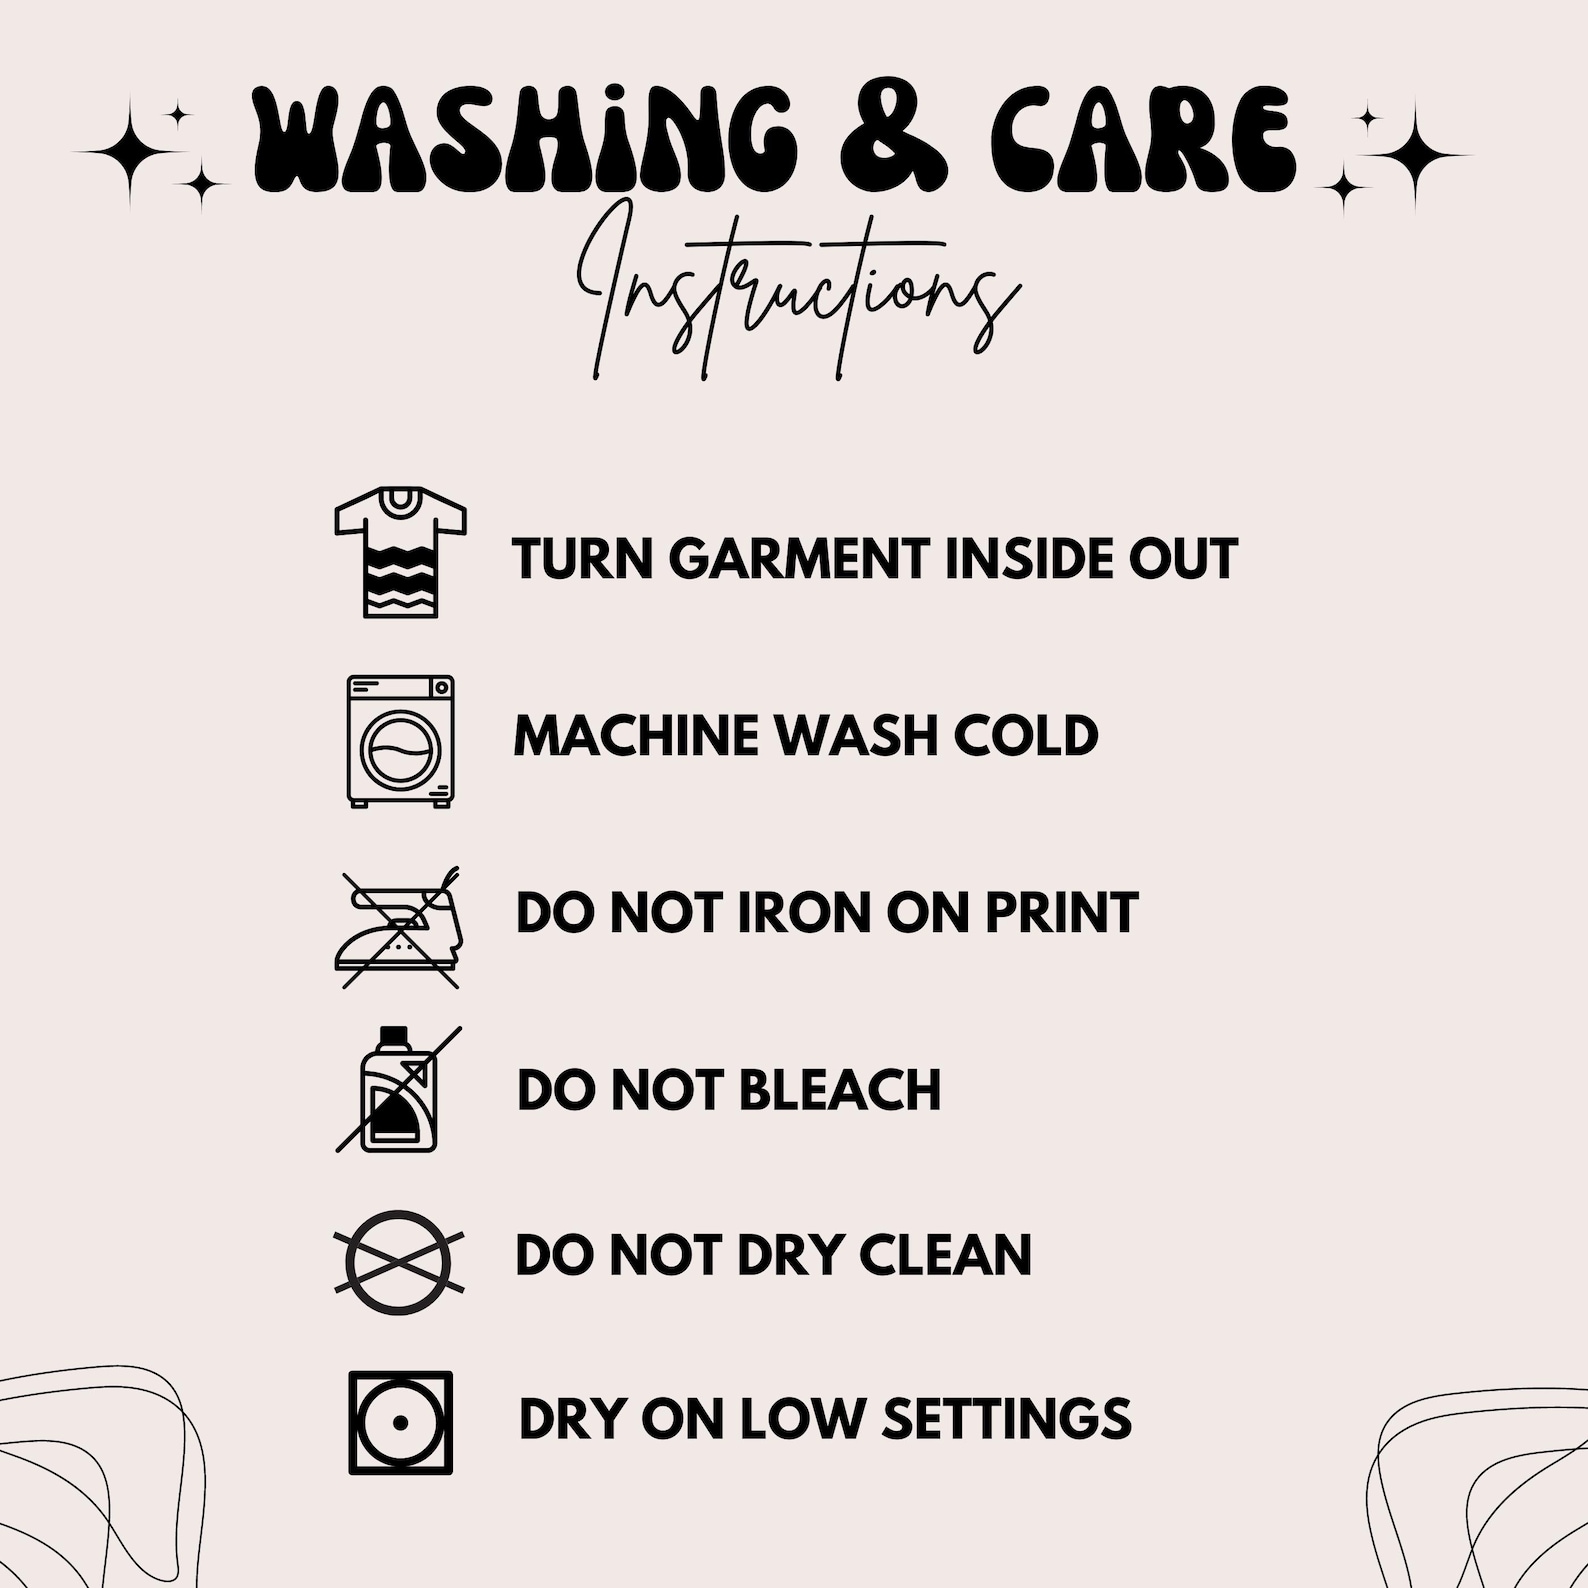 WASHiNG & CARE
Instructions
TURN GARMENT INSIDE OUT
MACHINE WASH COLD
DO NOT IRON ON PRINT
DO NOT BLEACH
DO NOT DRY CLEAN
DRY ON LOW SETTINGS